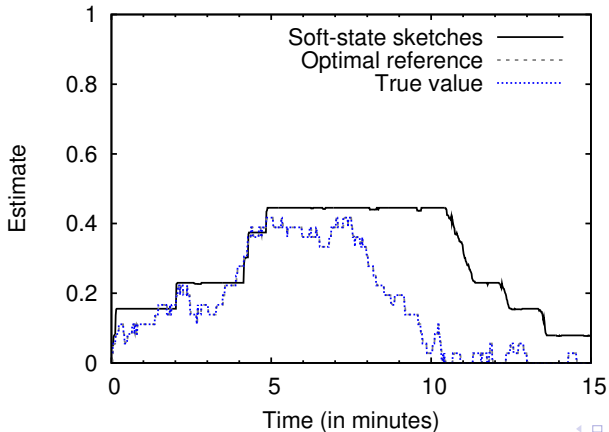 1
Soft-state sketches
Optimal reference
True value
0.8
0.6
Estimate
0.4
0.2
0
0 5 10 15
Time (in minutes)